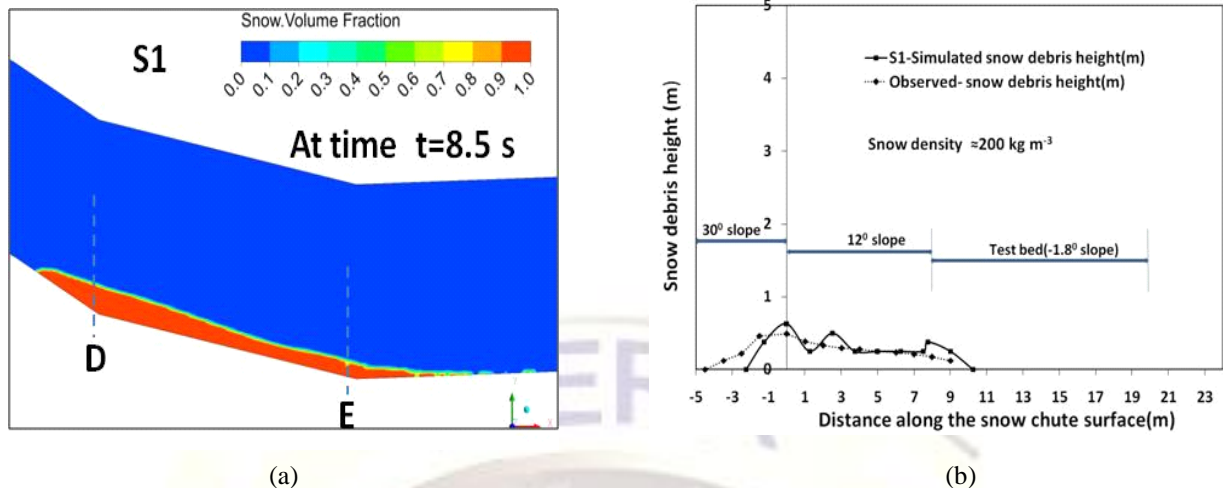 Snow.Volume Fraction
S1
0.0 0.1 0.2 0.3 0.4 0.5 0.6 0.7 0.8 0.9 1.0
At time t=8.5 s
D
E
(a)
Snow debris height (m)
5
4
3
2
1
0
S1-Simulated snow debris height(m)
Observed- snow debris height(m)
Snow density ≈200 kg m⁻³
30⁰ slope
12⁰ slope
Test bed(-1.8⁰ slope)
-5 -3 -1 1 3 5 7 9 11 13 15 17 19 21 23
Distance along the snow chute surface(m)
(b)